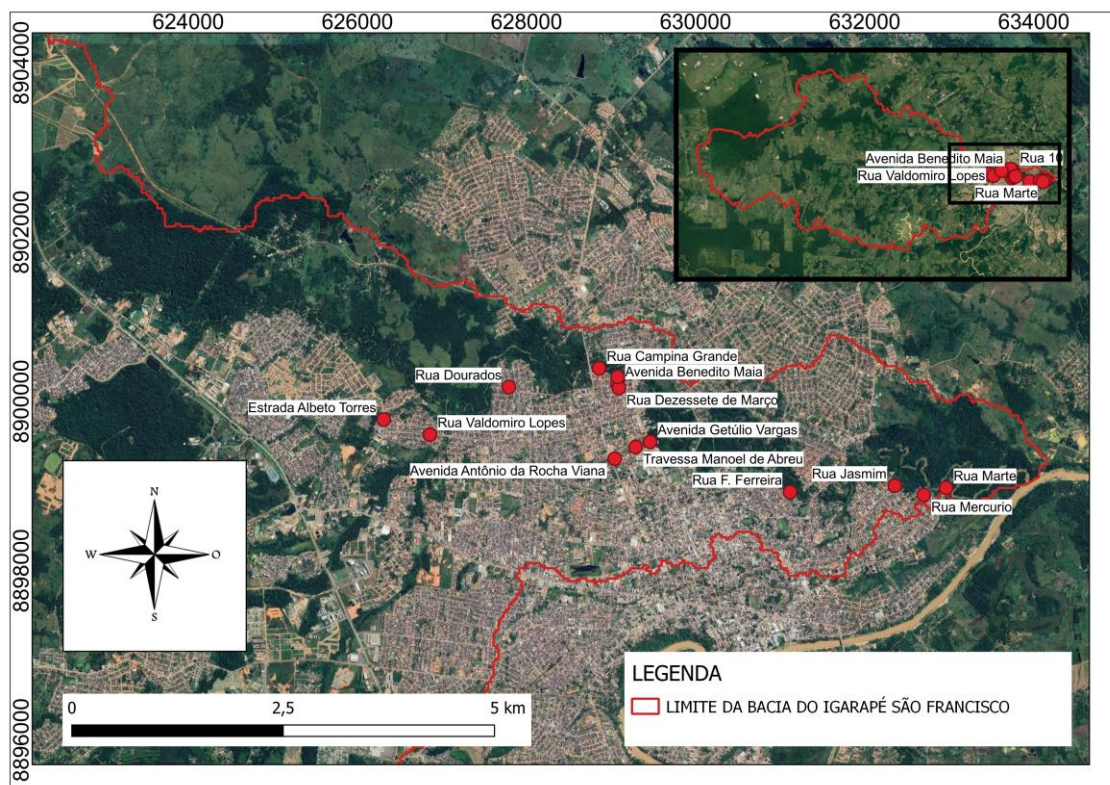 624000
626000
628000
630000
632000
634000
8904000
8902000
8900000
8898000
8896000
Avenida Benedito Maia
Rua 10
Rua Valdomiro Lopes
Rua Marte
Rua Campina Grande
Avenida Benedito Maia
Rua Dourados
Rua Dezessete de Março
Estrada Albeto Torres
Rua Valdomiro Lopes
Avenida Getúlio Vargas
Travessa Manoel de Abreu
Avenida Antônio da Rocha Viana
Rua F. Ferreira
Rua Jasmim
Rua Marte
Rua Mercurio
N
W
O
S
0
2,5
5 km
LEGENDA
LIMITE DA BACIA DO IGARAPÉ SÃO FRANCISCO